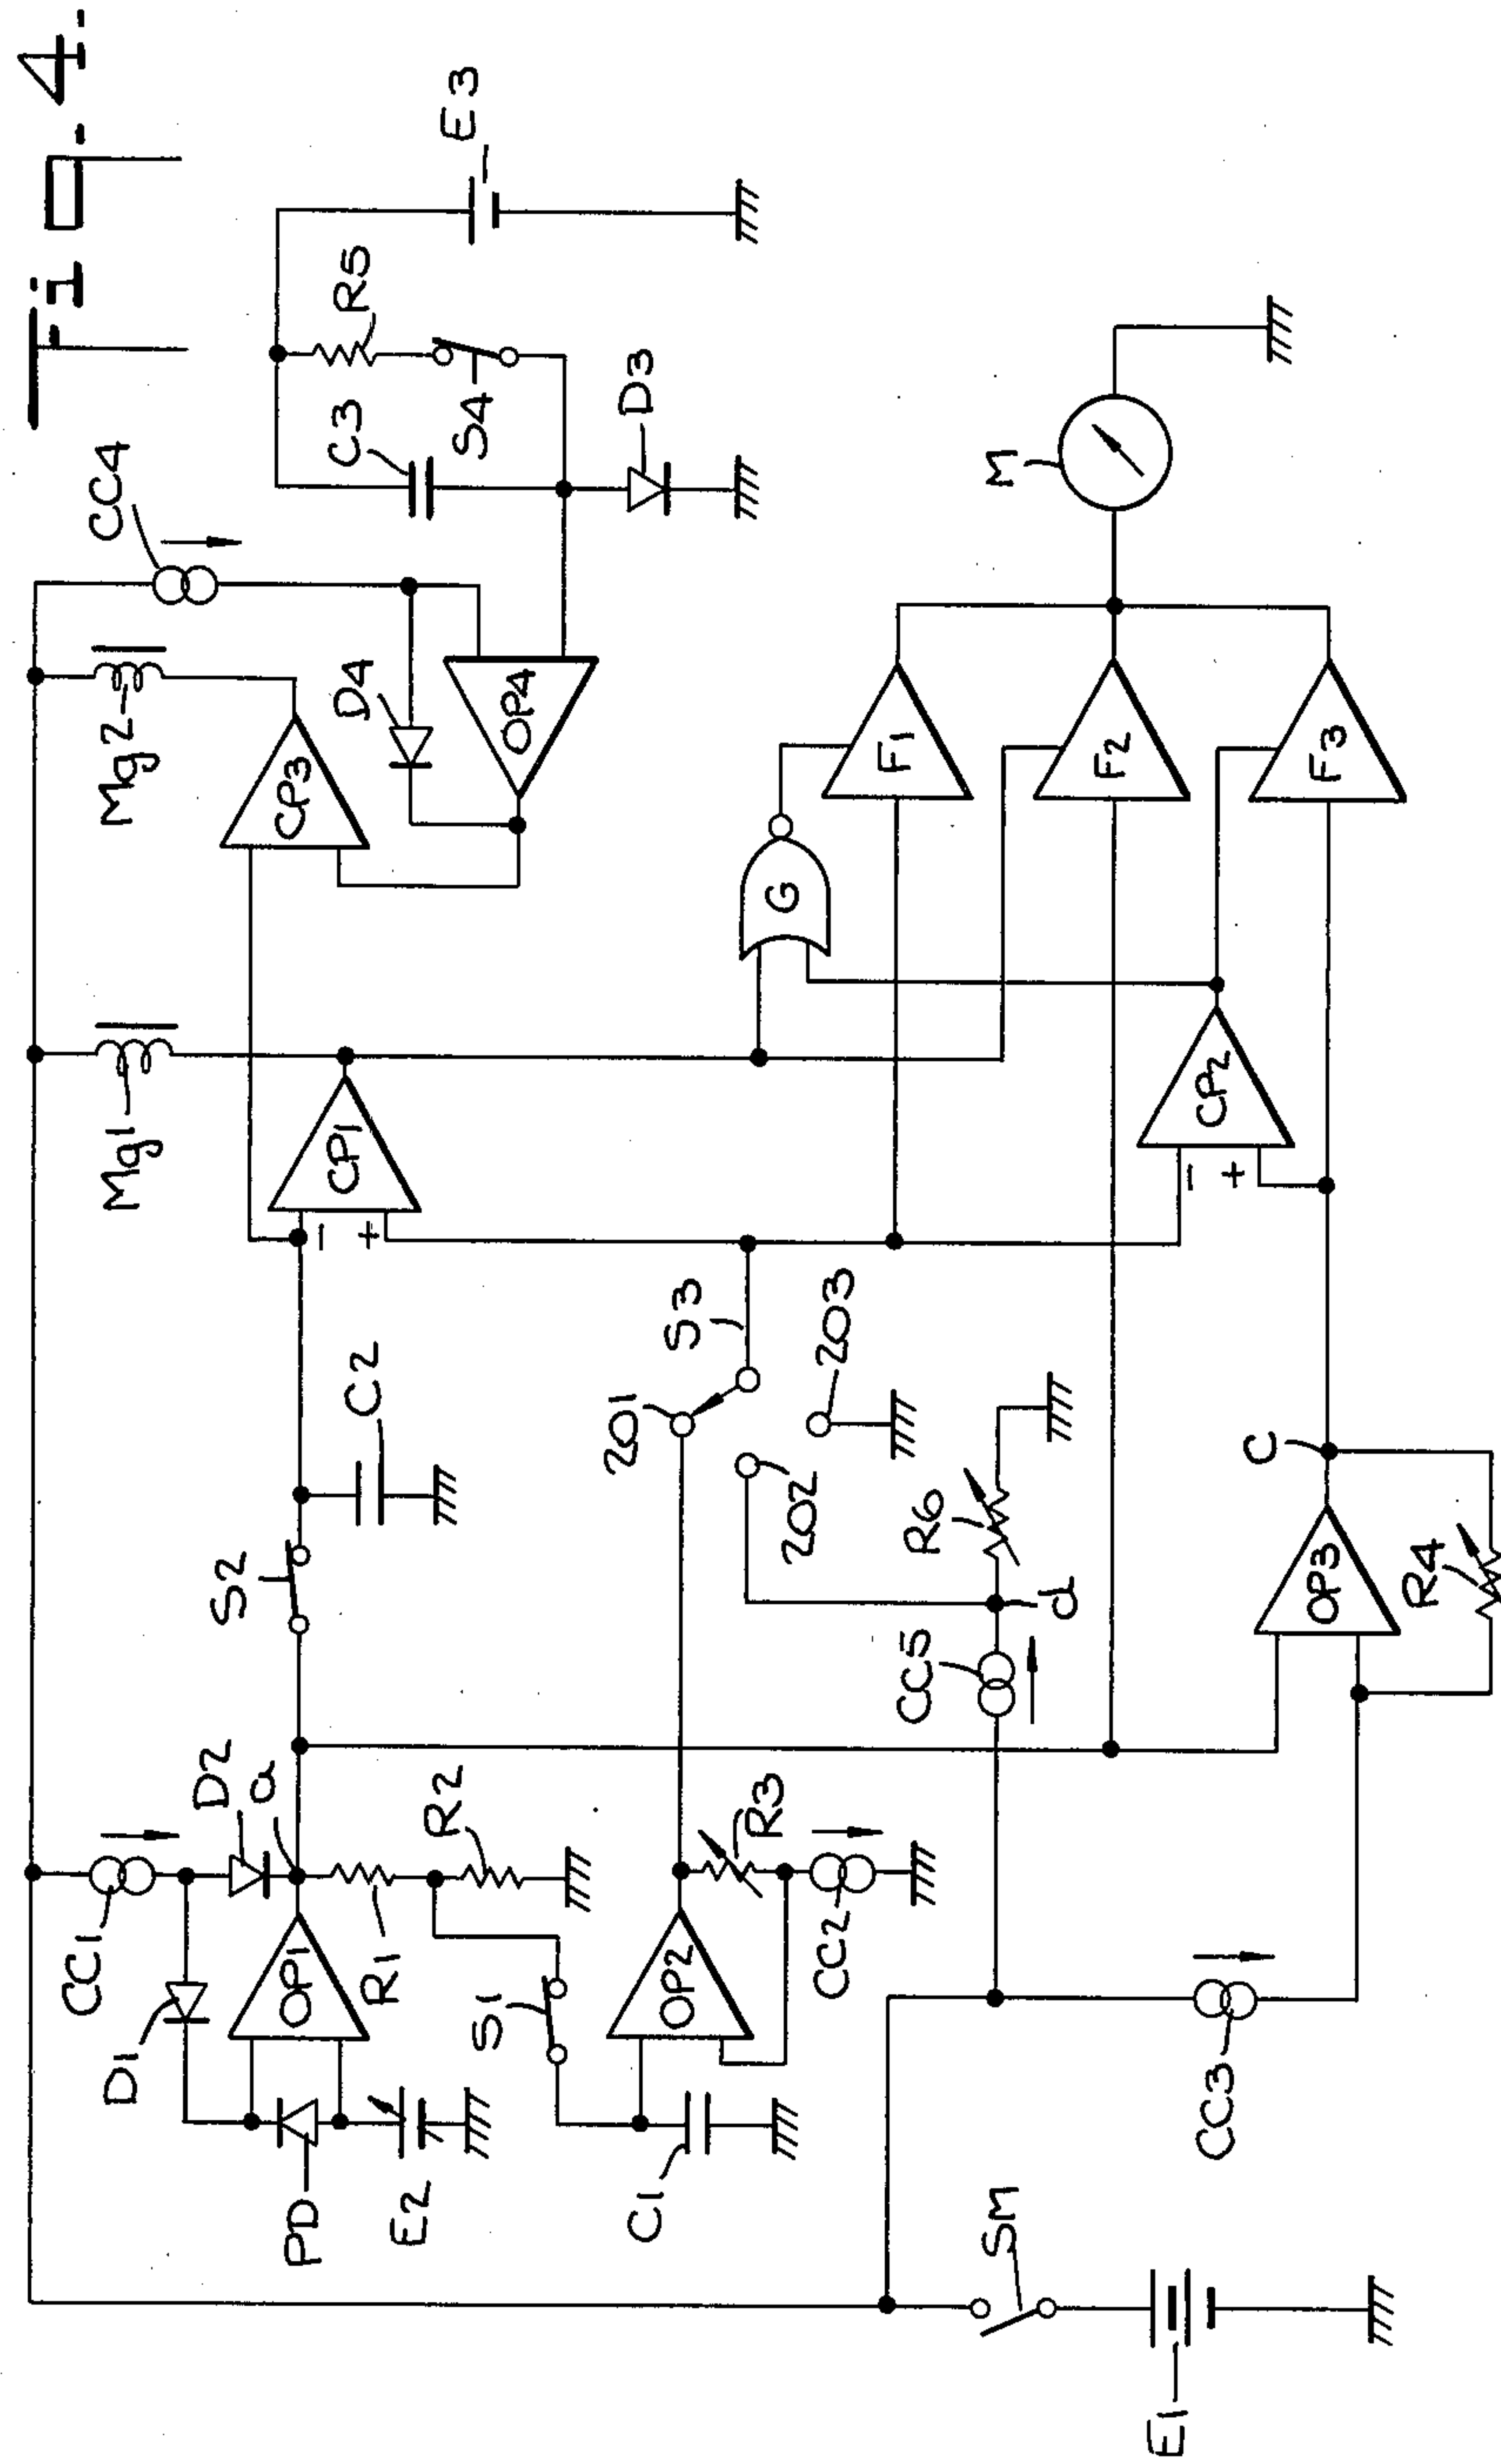 Fig. 4.
CC4
C3
R5
E3
S4
D3
Mg2
D4
OP4
CP3
M
F1
F2
F3
G
Mg1
CP1
−
+
CP2
−
+
S3
201
202
203
C2
S2
R6
d
CC5
C
OP3
R4
D2
a
CC1
D1
OP1
R1
R2
S1
OP2
R3
CC2
PD
E2
C1
CC3
SM
E1